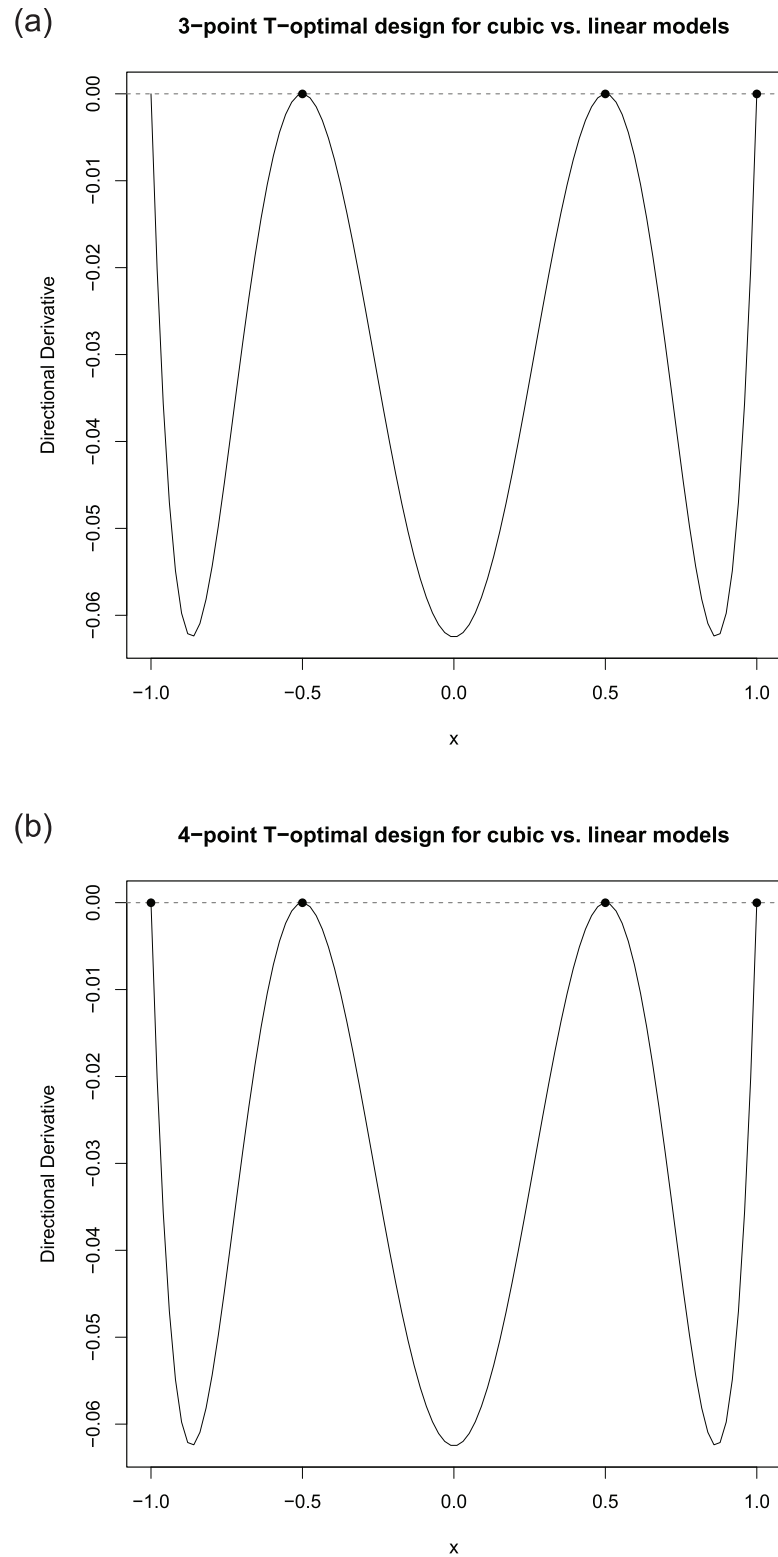 (a)
3−point T−optimal design for cubic vs. linear models
0.00
−0.01
−0.02
−0.03
−0.04
−0.05
−0.06
Directional Derivative
−1.0 −0.5 0.0 0.5 1.0
x
(b)
4−point T−optimal design for cubic vs. linear models
0.00
−0.01
−0.02
−0.03
−0.04
−0.05
−0.06
Directional Derivative
−1.0 −0.5 0.0 0.5 1.0
x